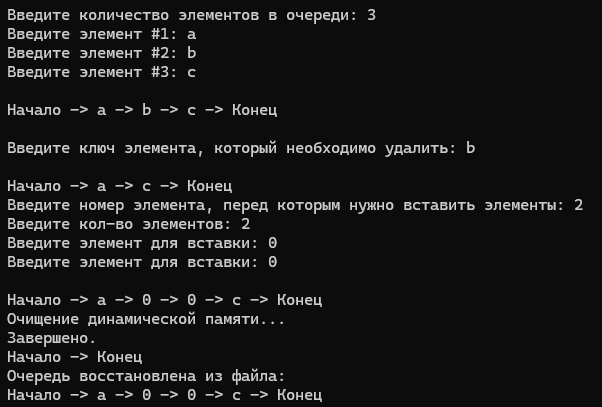 Введите количество элементов в очереди: 3
Введите элемент #1: a
Введите элемент #2: b
Введите элемент #3: c
Начало -> a -> b -> c -> Конец
Введите ключ элемента, который необходимо удалить: b
Начало -> a -> c -> Конец
Введите номер элемента, перед которым нужно вставить элементы: 2
Введите кол-во элементов: 2
Введите элемент для вставки: 0
Введите элемент для вставки: 0
Начало -> a -> 0 -> 0 -> c -> Конец
Очищение динамической памяти...
Завершено.
Начало -> Конец
Очередь восстановлена из файла:
Начало -> a -> 0 -> 0 -> c -> Конец